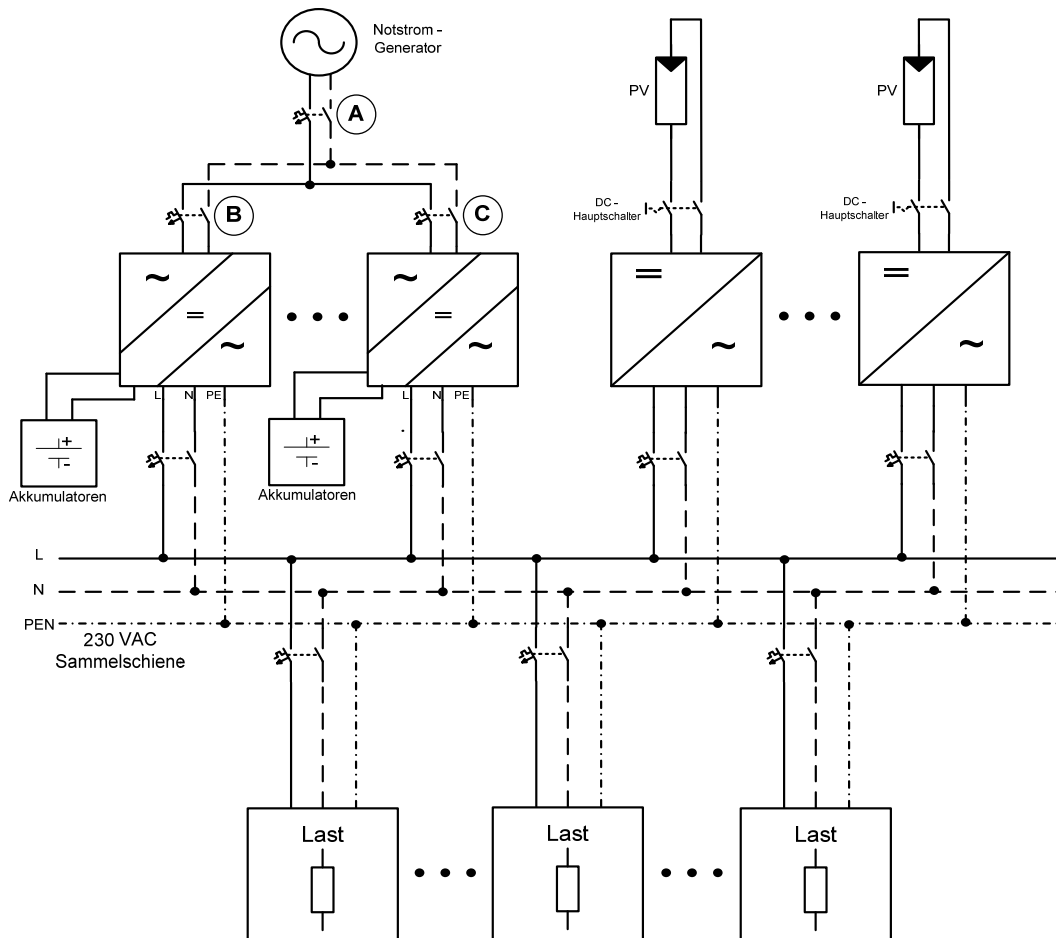 Notstrom -
Generator
A
B
C
PV
PV
DC -
Hauptschalter
DC -
Hauptschalter
~
=
~
~
=
~
=
~
=
~
L
N
PE
L
N
PE
+
-
Akkumulatoren
+
-
Akkumulatoren
L
N
PEN
230 VAC
Sammelschiene
Last
Last
Last